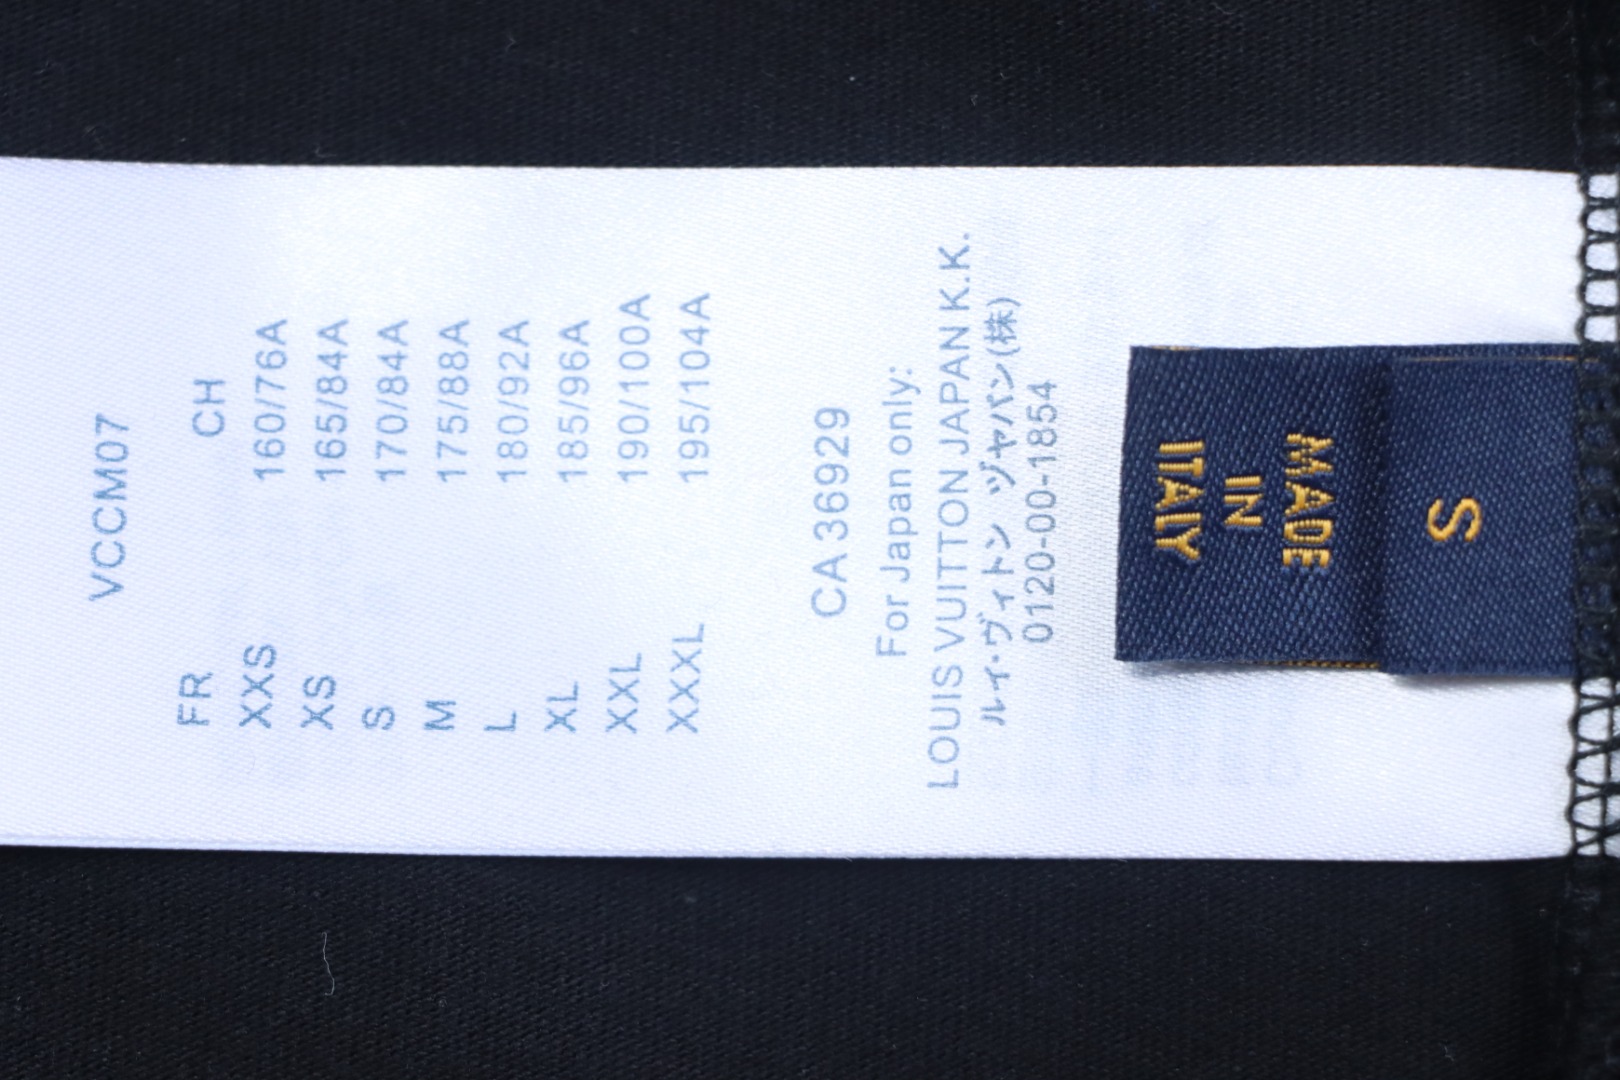 VCCM07
FR CH
XXS 160/76A
XS 165/84A
S 170/84A
M 175/88A
L 180/92A
XL 185/96A
XXL 190/100A
XXXL 195/104A
CA 36929
For Japan only:
LOUIS VUITTON JAPAN K.K.
ルイ・ヴィトン ジャパン(株)
0120-00-1854
MADE
IN
ITALY
S